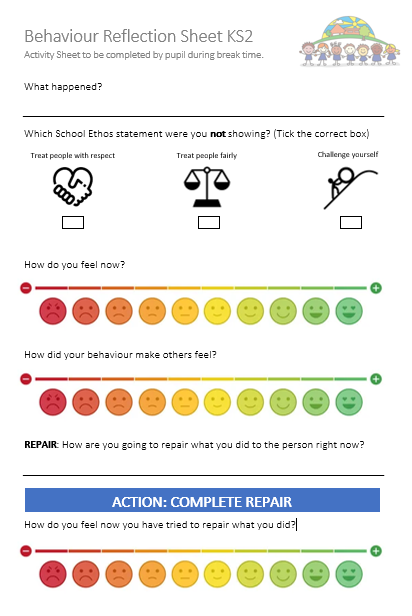 Behaviour Reflection Sheet KS2
Activity Sheet to be completed by pupil during break time.
What happened?
Which School Ethos statement were you not showing? (Tick the correct box)
Treat people with respect
Treat people fairly
Challenge yourself
How do you feel now?
How did your behaviour make others feel?
REPAIR: How are you going to repair what you did to the person right now?
ACTION: COMPLETE REPAIR
How do you feel now you have tried to repair what you did?